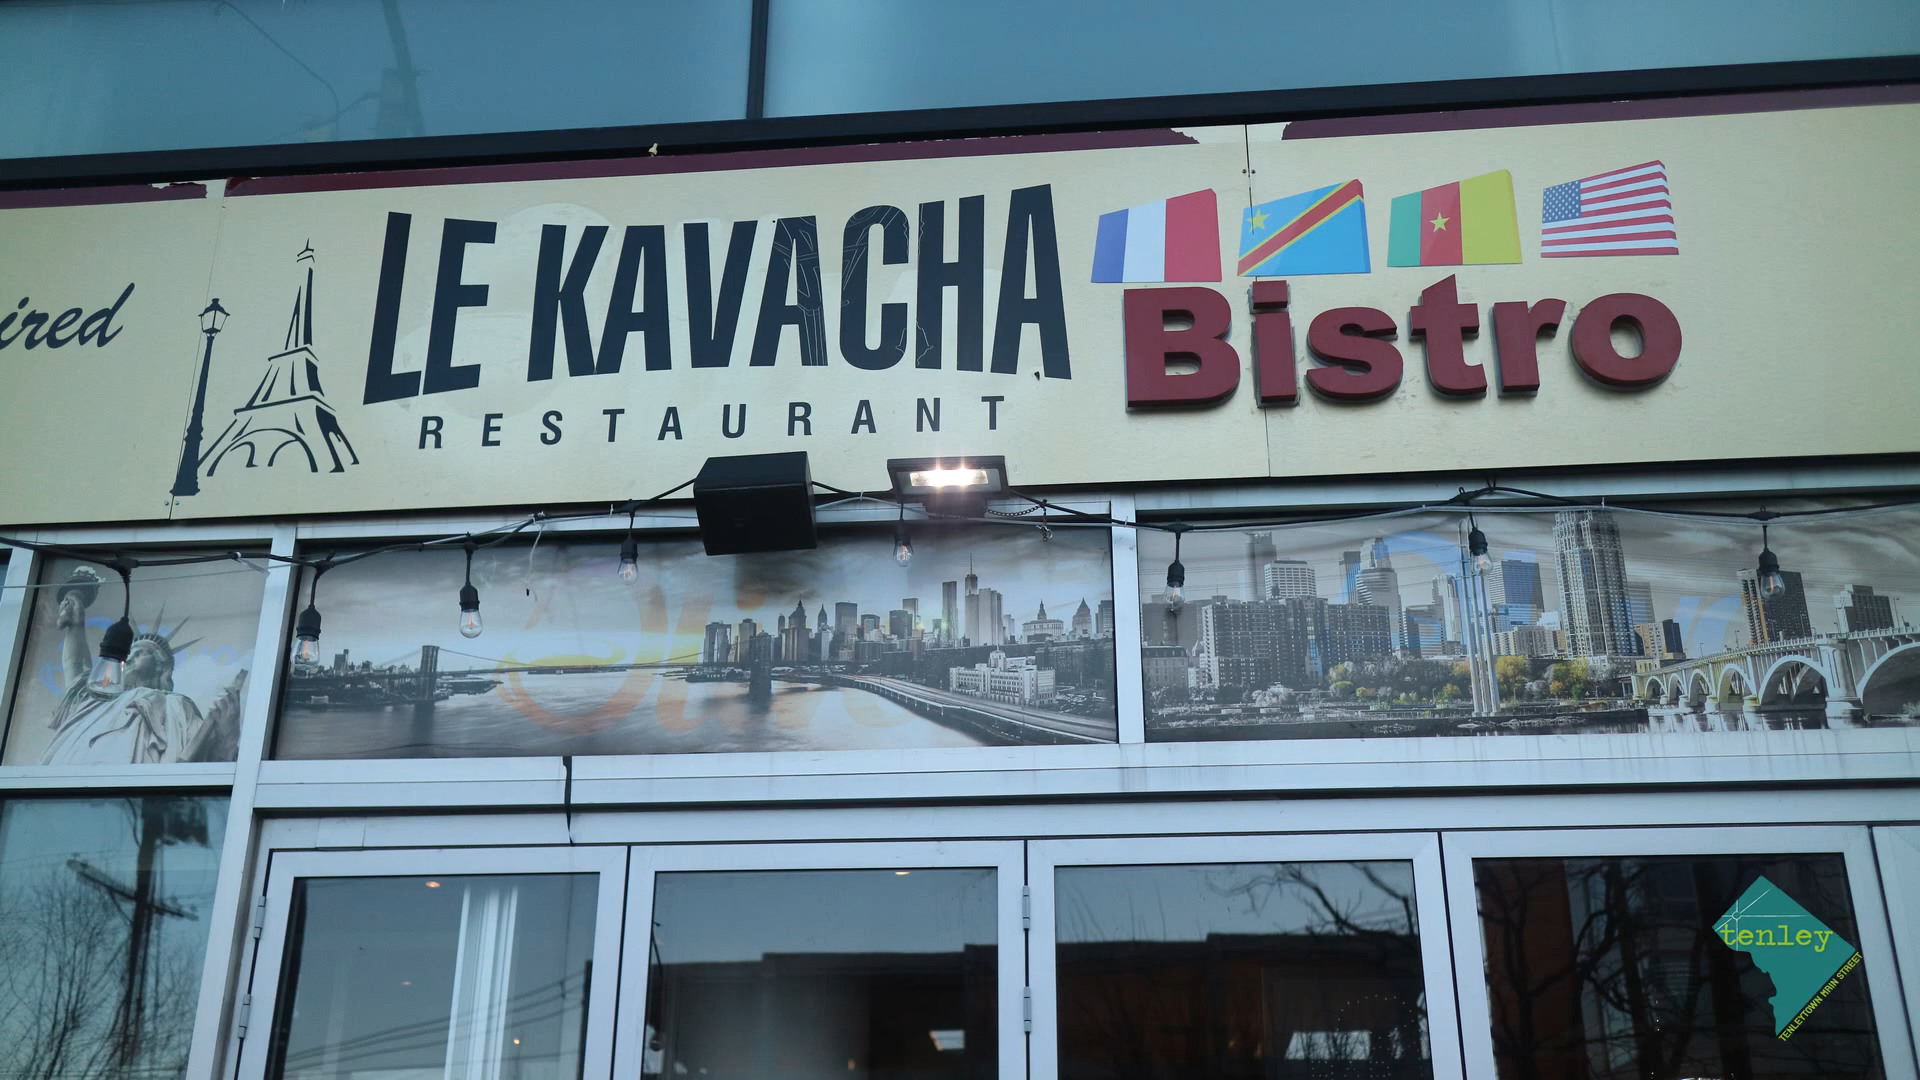 ired
LE KAVACHA
RESTAURANT
Bistro
tenley
TENLEYTOWN MAIN STREET